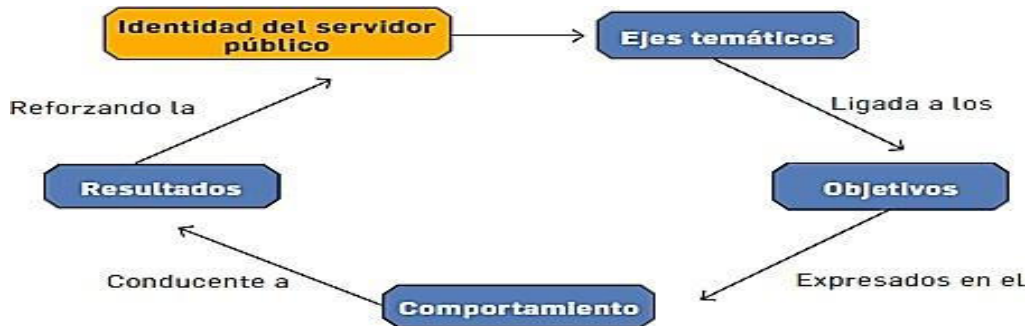 Identidad del servidor
público
Ejes temáticos
Reforzando la
Ligada a los
Resultados
Objetivos
Conducente a
Expresados en eL
Comportamiento